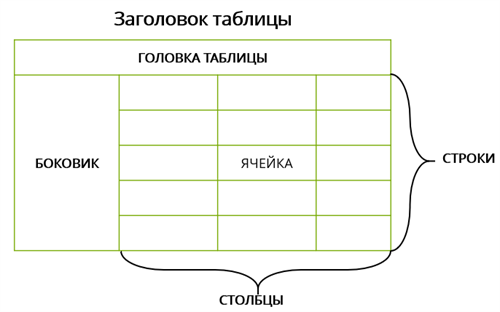 Заголовок таблицы
ГОЛОВКА ТАБЛИЦЫ
БОКОВИК
ЯЧЕЙКА
СТРОКИ
СТОЛБЦЫ